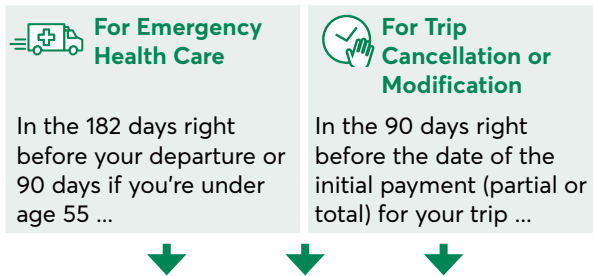 For Emergency
Health Care
In the 182 days right
before your departure or
90 days if you're under
age 55 ...
For Trip
Cancellation or
Modification
In the 90 days right
before the date of the
initial payment (partial or
total) for your trip ...